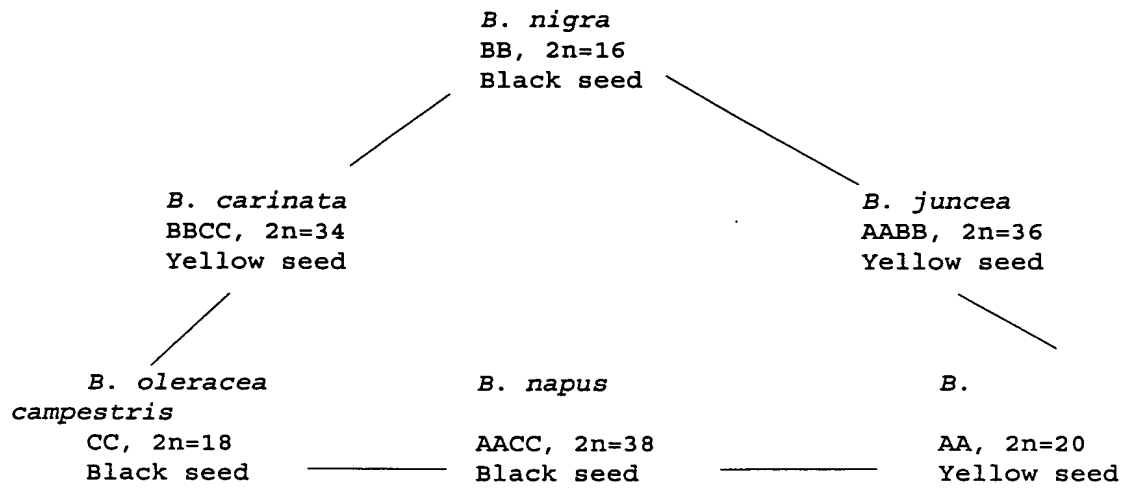 B. nigra
BB, 2n=16
Black seed
B. carinata
BBCC, 2n=34
Yellow seed
B. juncea
AABB, 2n=36
Yellow seed
B. oleracea B. napus B.
campestris
CC, 2n=18 AACC, 2n=38 AA, 2n=20
Black seed Black seed Yellow seed